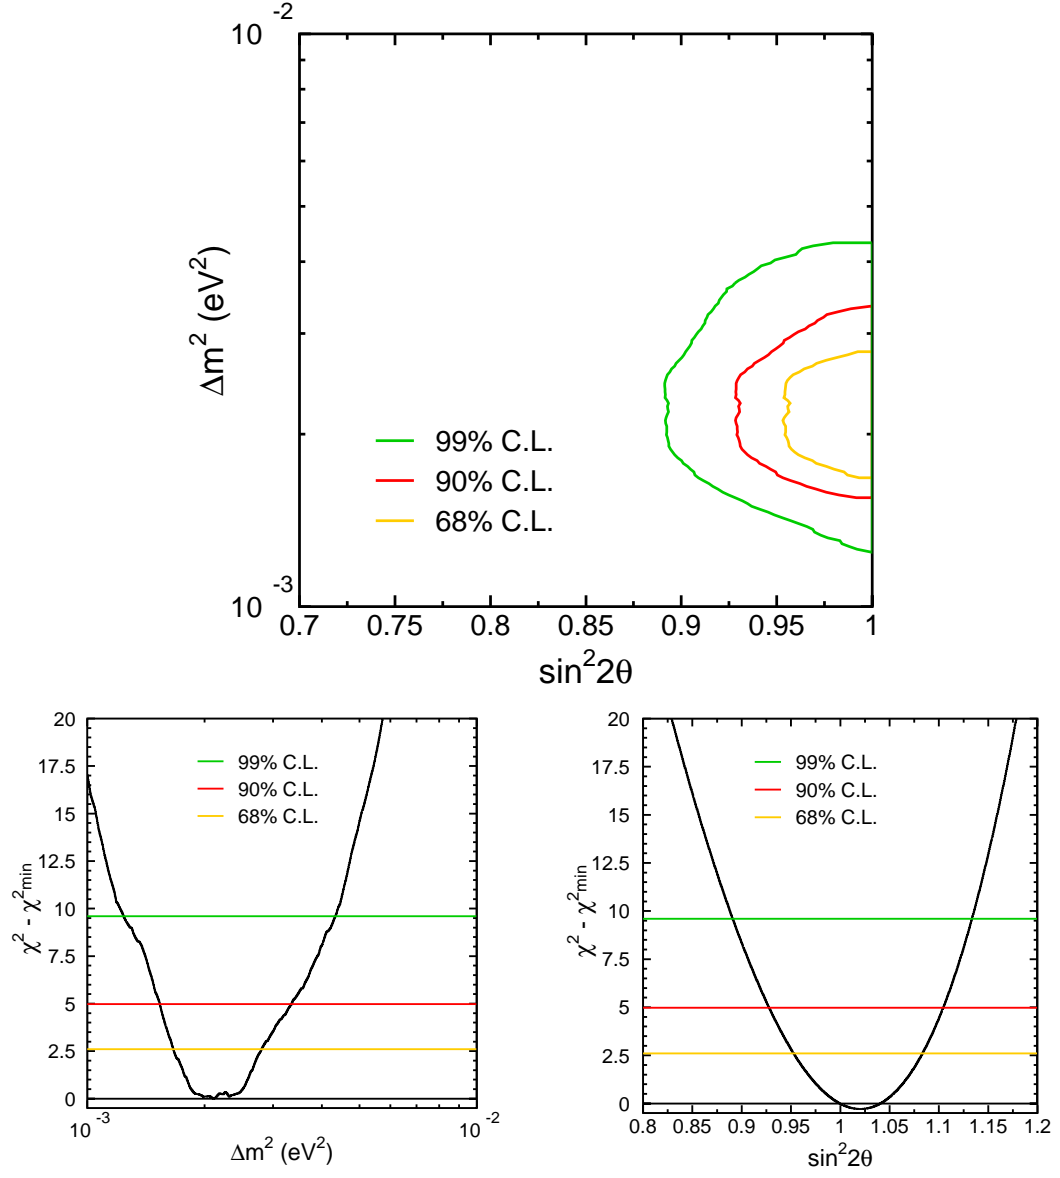 10 -2
Δm² (eV²)
99% C.L.
90% C.L.
68% C.L.
10 -3
0.7 0.75 0.8 0.85 0.9 0.95 1
sin²2θ
20
17.5
15
12.5
10
7.5
5
2.5
0
χ² - χ²min
99% C.L.
90% C.L.
68% C.L.
10 -3 10 -2
Δm² (eV²)
20
17.5
15
12.5
10
7.5
5
2.5
0
χ² - χ²min
99% C.L.
90% C.L.
68% C.L.
0.8 0.85 0.9 0.95 1 1.05 1.1 1.15 1.2
sin²2θ